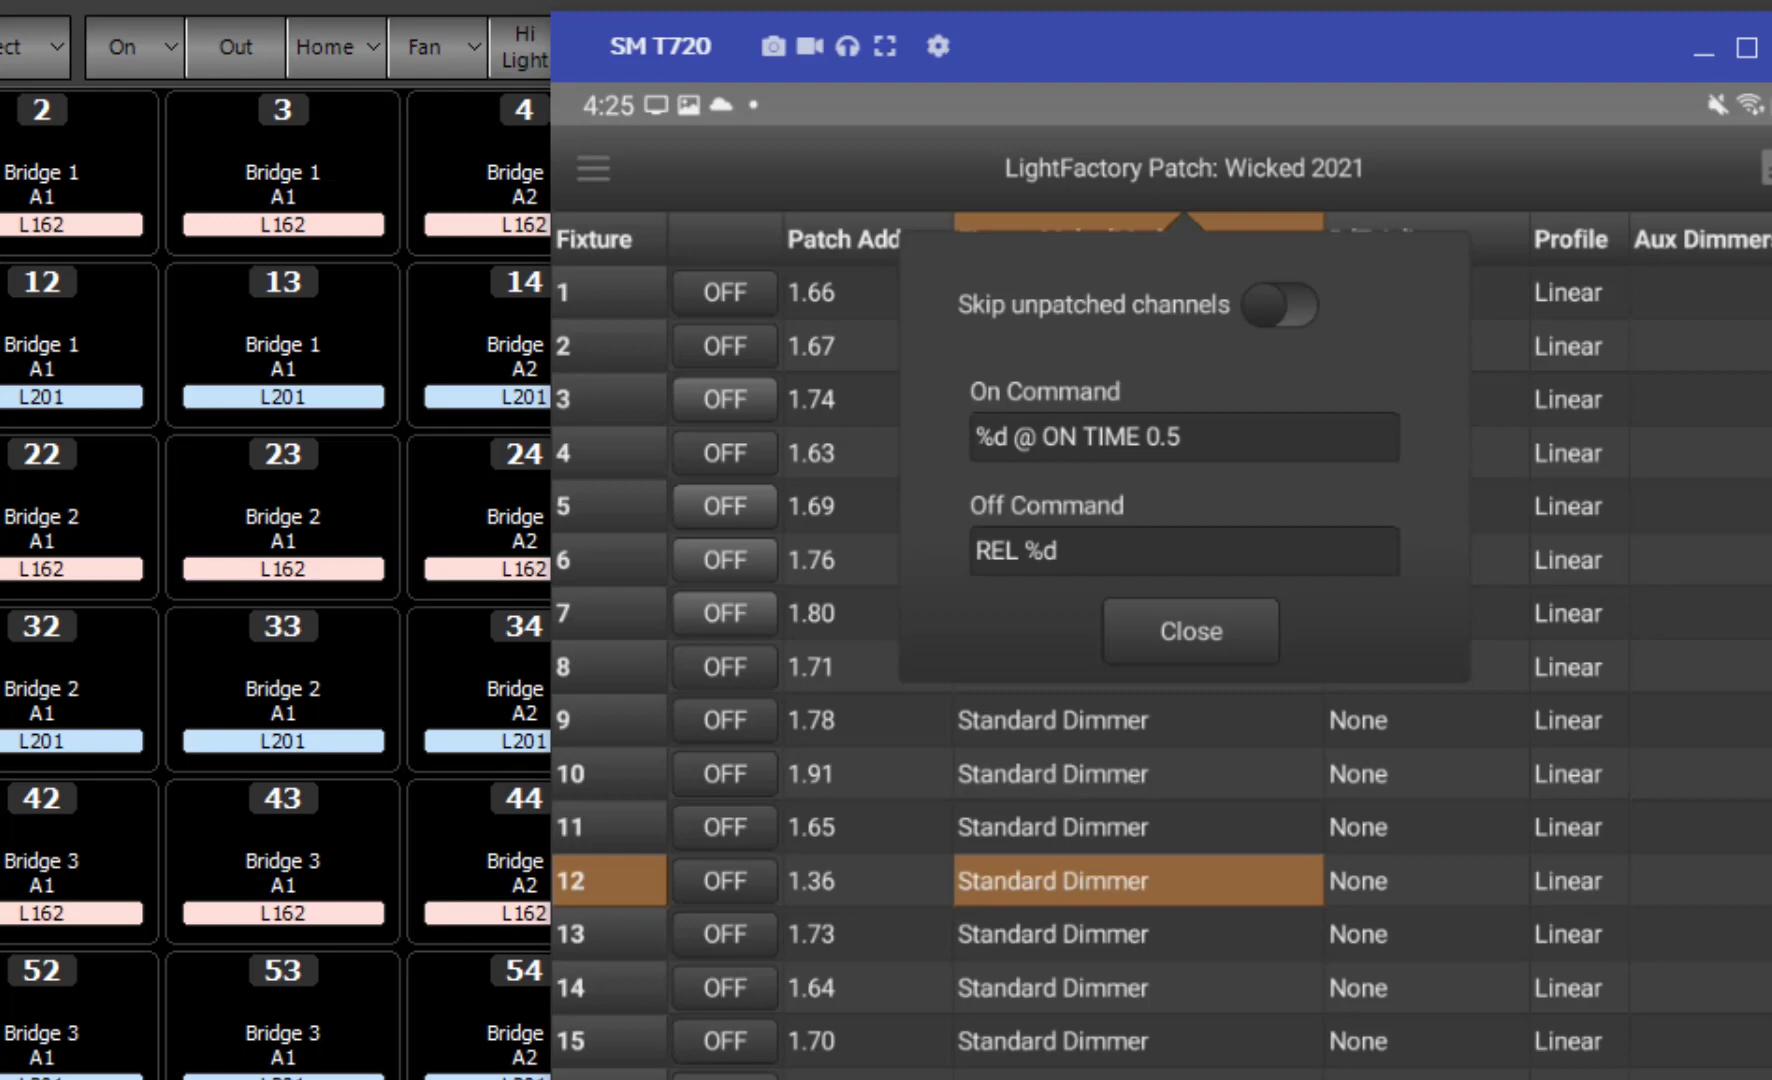 ect
On
Out
Home
Fan
Hi
Light
2
Bridge 1
A1
L162
3
Bridge 1
A1
L162
4
Bridge
A2
L162
12
Bridge 1
A1
L201
13
Bridge 1
A1
L201
14
Bridge
A2
L201
22
Bridge 2
A1
L162
23
Bridge 2
A1
L162
24
Bridge
A2
L162
32
Bridge 2
A1
L201
33
Bridge 2
A1
L201
34
Bridge
A2
L201
42
Bridge 3
A1
L162
43
Bridge 3
A1
L162
44
Bridge
A2
L162
52
Bridge 3
A1
L201
53
Bridge 3
A1
L201
54
Bridge
A2
L201
SM T720
4:25
LightFactory Patch: Wicked 2021
Fixture Patch Add Profile Aux Dimmers
1 OFF 1.66 Linear
2 OFF 1.67 Linear
3 OFF 1.74 Linear
4 OFF 1.63 Linear
5 OFF 1.69 Linear
6 OFF 1.76 Linear
7 OFF 1.80 Linear
8 OFF 1.71 Linear
9 OFF 1.78 Standard Dimmer None Linear
10 OFF 1.91 Standard Dimmer None Linear
11 OFF 1.65 Standard Dimmer None Linear
12 OFF 1.36 Standard Dimmer None Linear
13 OFF 1.73 Standard Dimmer None Linear
14 OFF 1.64 Standard Dimmer None Linear
15 OFF 1.70 Standard Dimmer None Linear
Skip unpatched channels
On Command
%d @ ON TIME 0.5
Off Command
REL %d
Close